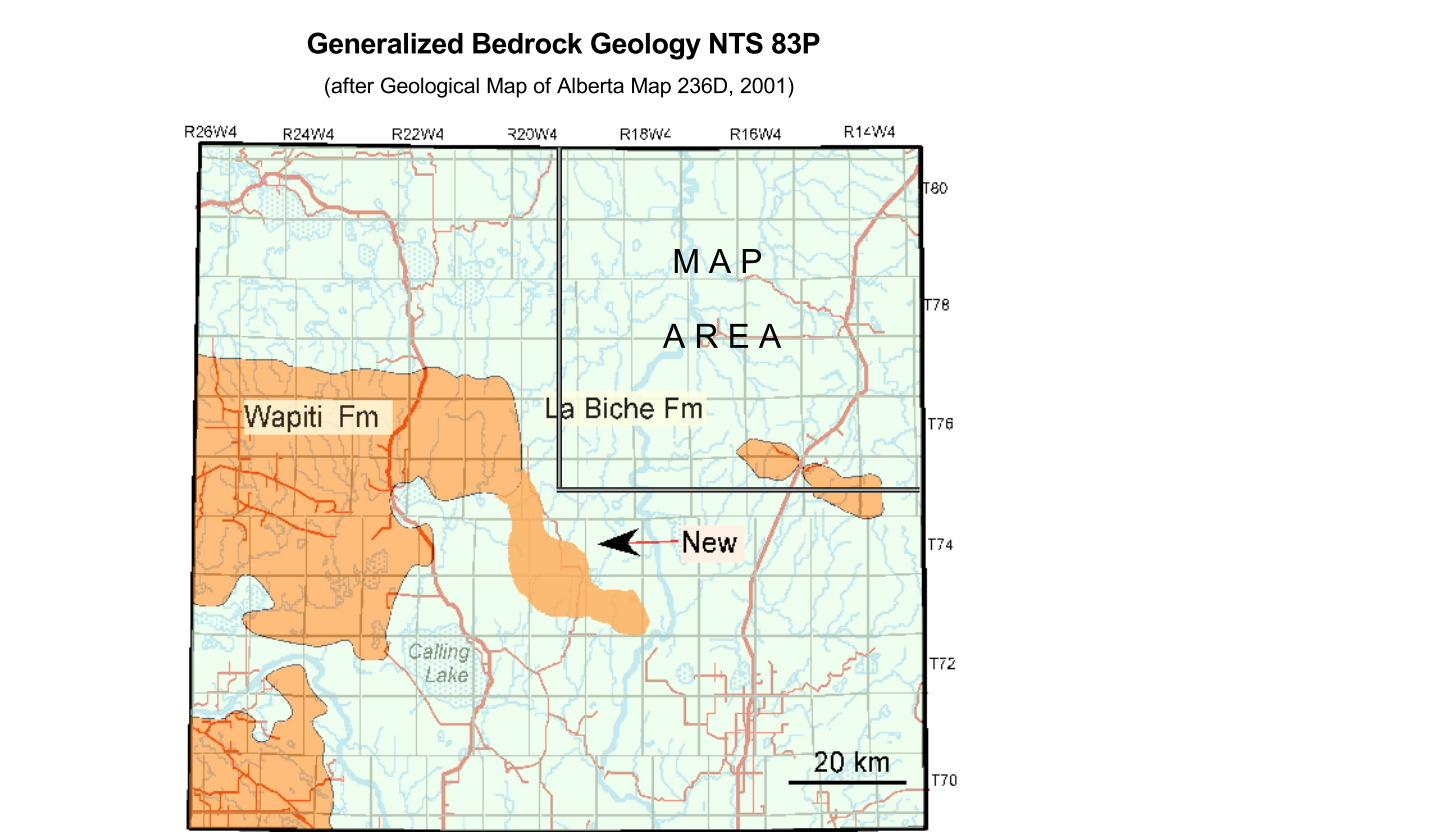 Generalized Bedrock Geology NTS 83P
(after Geological Map of Alberta Map 236D, 2001)
R26W4 R24W4 R22W4 R20W4 R18W4 R16W4 R14W4
T80
MAP
T78
AREA
Wapiti Fm
La Biche Fm
T76
New
T74
Calling
Lake
T72
20 km
T70